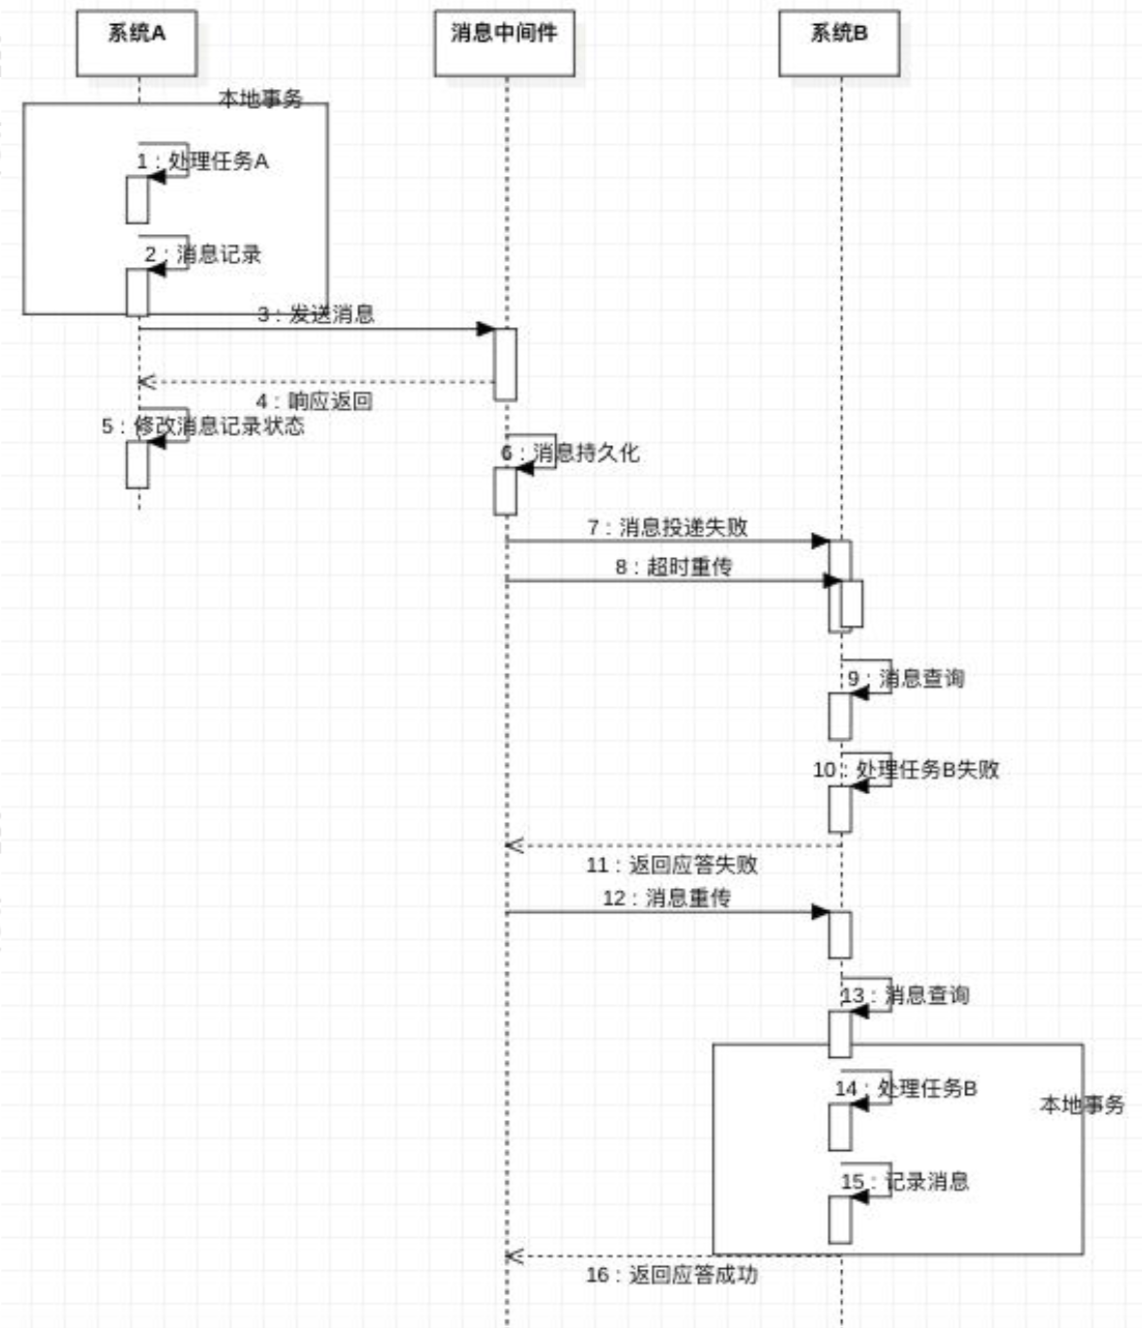 系统A
消息中间件
系统B
本地事务
1：处理任务A
2：消息记录
3：发送消息
4：响应返回
5：修改消息记录状态
6：消息持久化
7：消息投递失败
8：超时重传
9：消息查询
10：处理任务B失败
11：返回应答失败
12：消息重传
13：消息查询
14：处理任务B
本地事务
15：记录消息
16：返回应答成功